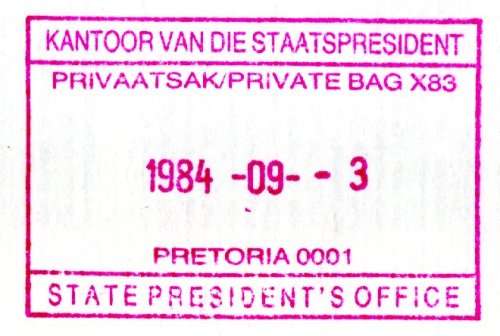 KANTOOR VAN DIE STAATSPRESIDENT
PRIVAATSAK/PRIVATE BAG X83
1984 -09- - 3
PRETORIA 0001
STATE PRESIDENT'S OFFICE